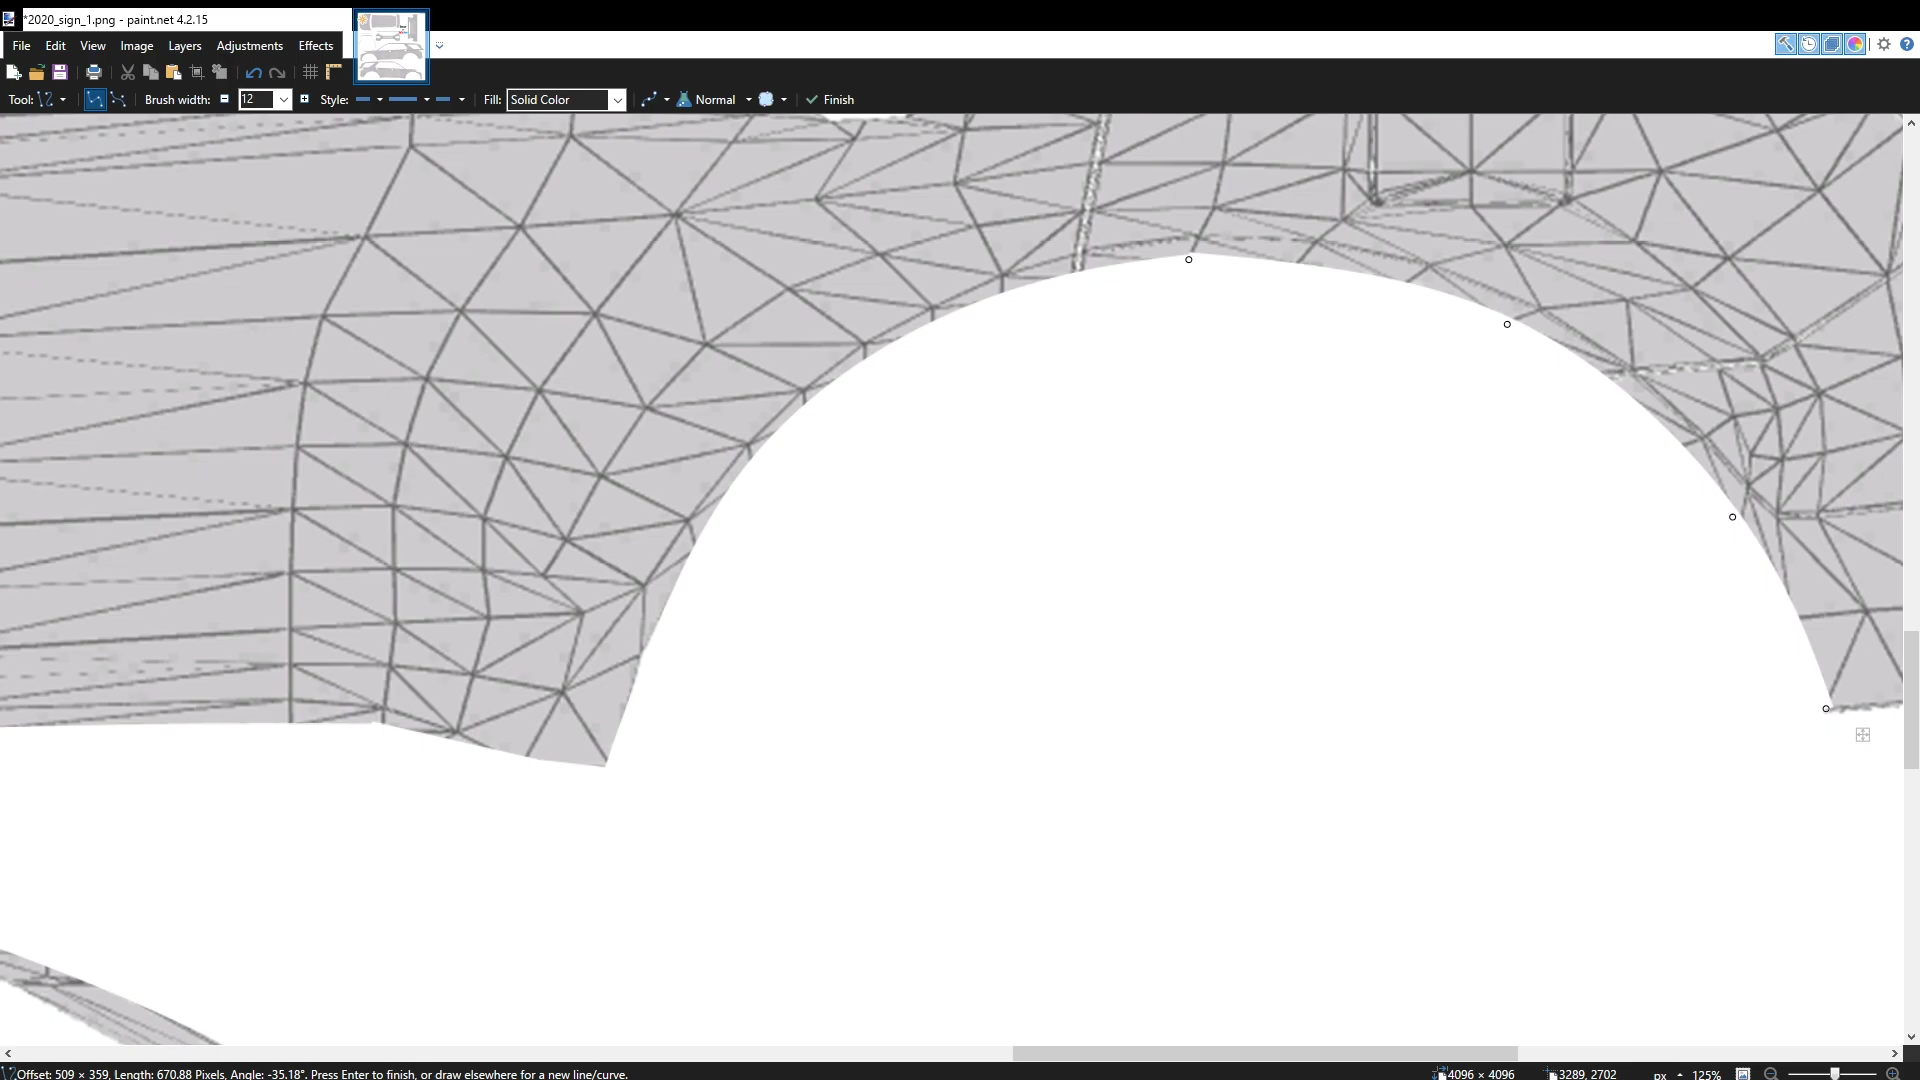 *2020_sign_1.png - paint.net 4.2.15
File Edit View Image Layers Adjustments Effects
Tool: Brush width: 12 Style: Fill: Solid Color Normal Finish
Offset: 509 × 359, Length: 670.88 Pixels, Angle: -35.18°. Press Enter to finish, or draw elsewhere for a new line/curve. 4096 × 4096 3289, 2702 px 125%